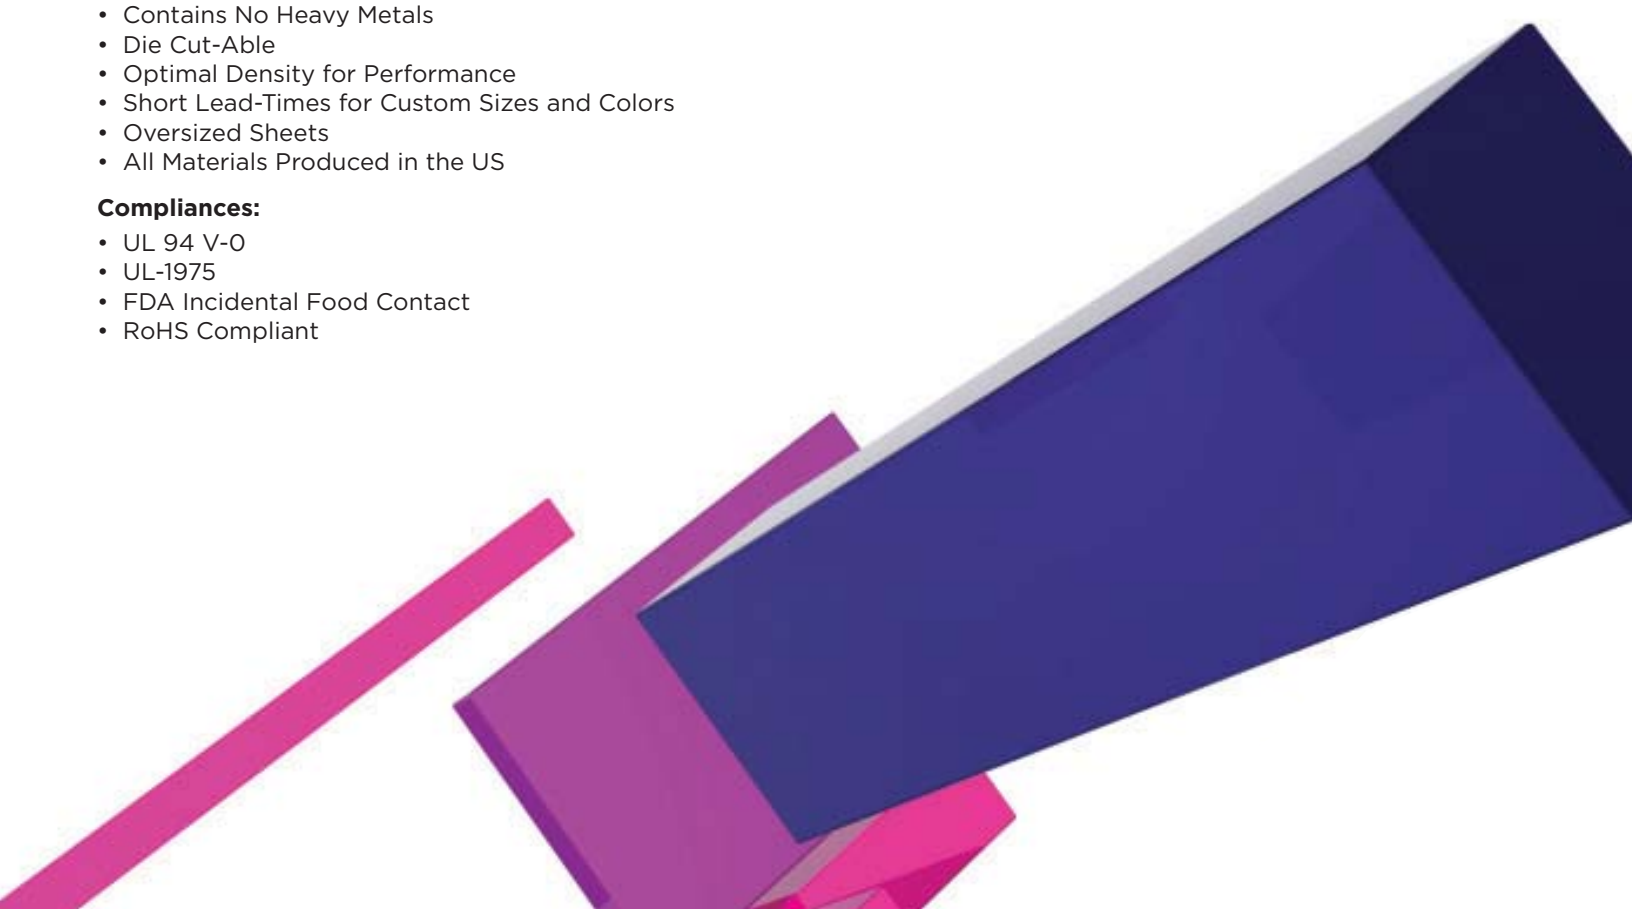 • Contains No Heavy Metals
• Die Cut-Able
• Optimal Density for Performance
• Short Lead-Times for Custom Sizes and Colors
• Oversized Sheets
• All Materials Produced in the US
Compliances:
• UL 94 V-0
• UL-1975
• FDA Incidental Food Contact
• RoHS Compliant